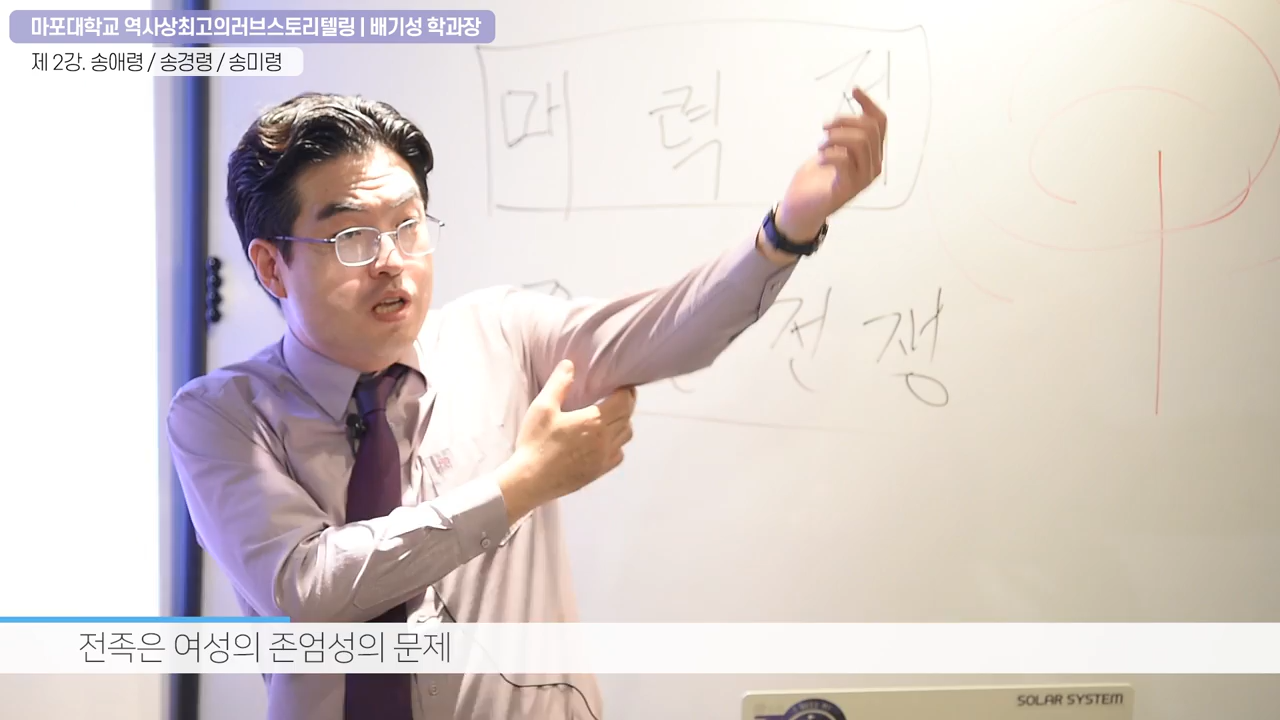 마포대학교 역사상최고의러브스토리텔링 | 배기성 학과장
제 2강. 송애령 / 송경령 / 송미령
매 력
전 쟁
전족은 여성의 존엄성의 문제
SOLAR SYSTEM